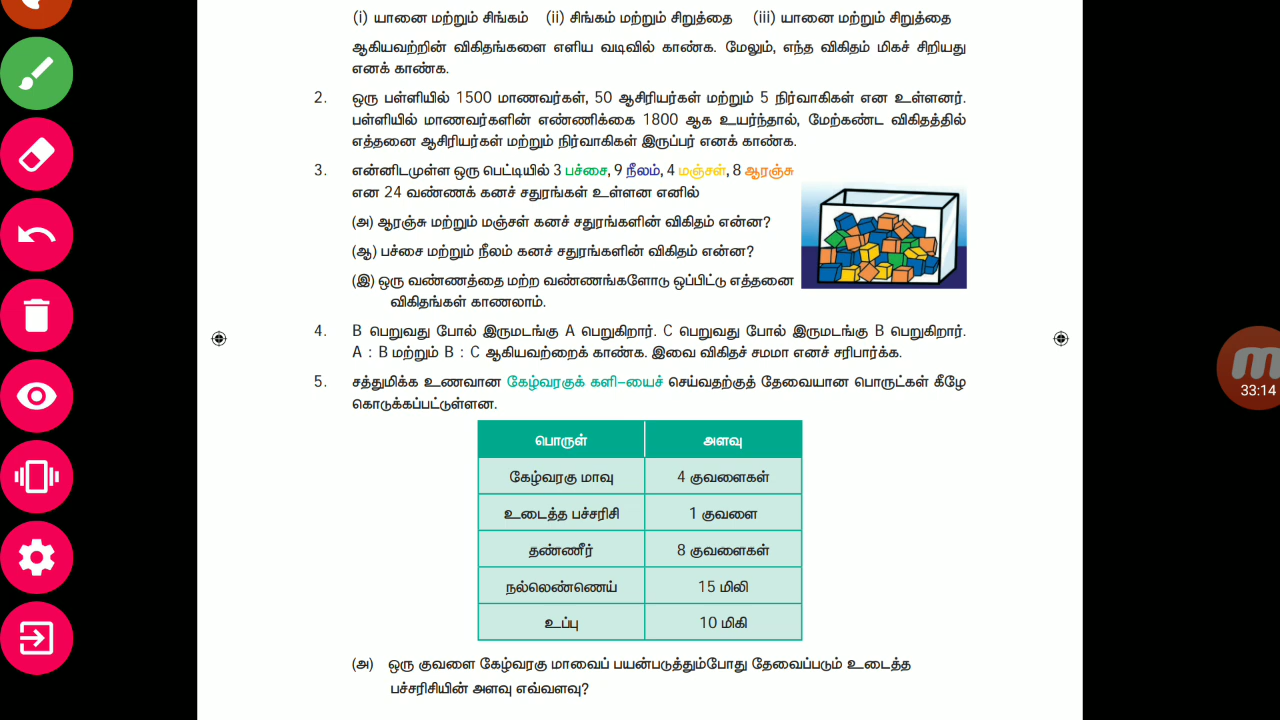 (i) யானை மற்றும் சிங்கம் (ii) சிங்கம் மற்றும் சிறுத்தை (iii) யானை மற்றும் சிறுத்தை
ஆகியவற்றின் விகிதங்களை எளிய வடிவில் காண்க. மேலும், எந்த விகிதம் மிகச் சிறியது
எனக் காண்க.
2. ஒரு பள்ளியில் 1500 மாணவர்கள், 50 ஆசிரியர்கள் மற்றும் 5 நிர்வாகிகள் என உள்ளனர்.
பள்ளியில் மாணவர்களின் எண்ணிக்கை 1800 ஆக உயர்ந்தால், மேற்கண்ட விகிதத்தில்
எத்தனை ஆசிரியர்கள் மற்றும் நிர்வாகிகள் இருப்பர் எனக் காண்க.
3. என்னிடமுள்ள ஒரு பெட்டியில் 3 பச்சை, 9 நீலம், 4 மஞ்சள், 8 ஆரஞ்சு
என 24 வண்ணக் கனச் சதுரங்கள் உள்ளன எனில்
(அ) ஆரஞ்சு மற்றும் மஞ்சள் கனச் சதுரங்களின் விகிதம் என்ன?
(ஆ) பச்சை மற்றும் நீலம் கனச் சதுரங்களின் விகிதம் என்ன?
(இ) ஒரு வண்ணத்தை மற்ற வண்ணங்களோடு ஒப்பிட்டு எத்தனை
விகிதங்கள் காணலாம்.
4. B பெறுவது போல் இருமடங்கு A பெறுகிறார். C பெறுவது போல் இருமடங்கு B பெறுகிறார்.
A : B மற்றும் B : C ஆகியவற்றைக் காண்க. இவை விகிதச் சமமா எனச் சரிபார்க்க.
5. சத்துமிக்க உணவான கேழ்வரகுக் களி–யைச் செய்வதற்குத் தேவையான பொருட்கள் கீழே
கொடுக்கப்பட்டுள்ளன.
பொருள் அளவு
கேழ்வரகு மாவு 4 குவளைகள்
உடைத்த பச்சரிசி 1 குவளை
தண்ணீர் 8 குவளைகள்
நல்லெண்ணெய் 15 மிலி
உப்பு 10 மிகி
(அ) ஒரு குவளை கேழ்வரகு மாவைப் பயன்படுத்தும்போது தேவைப்படும் உடைத்த
பச்சரிசியின் அளவு எவ்வளவு?
33:14